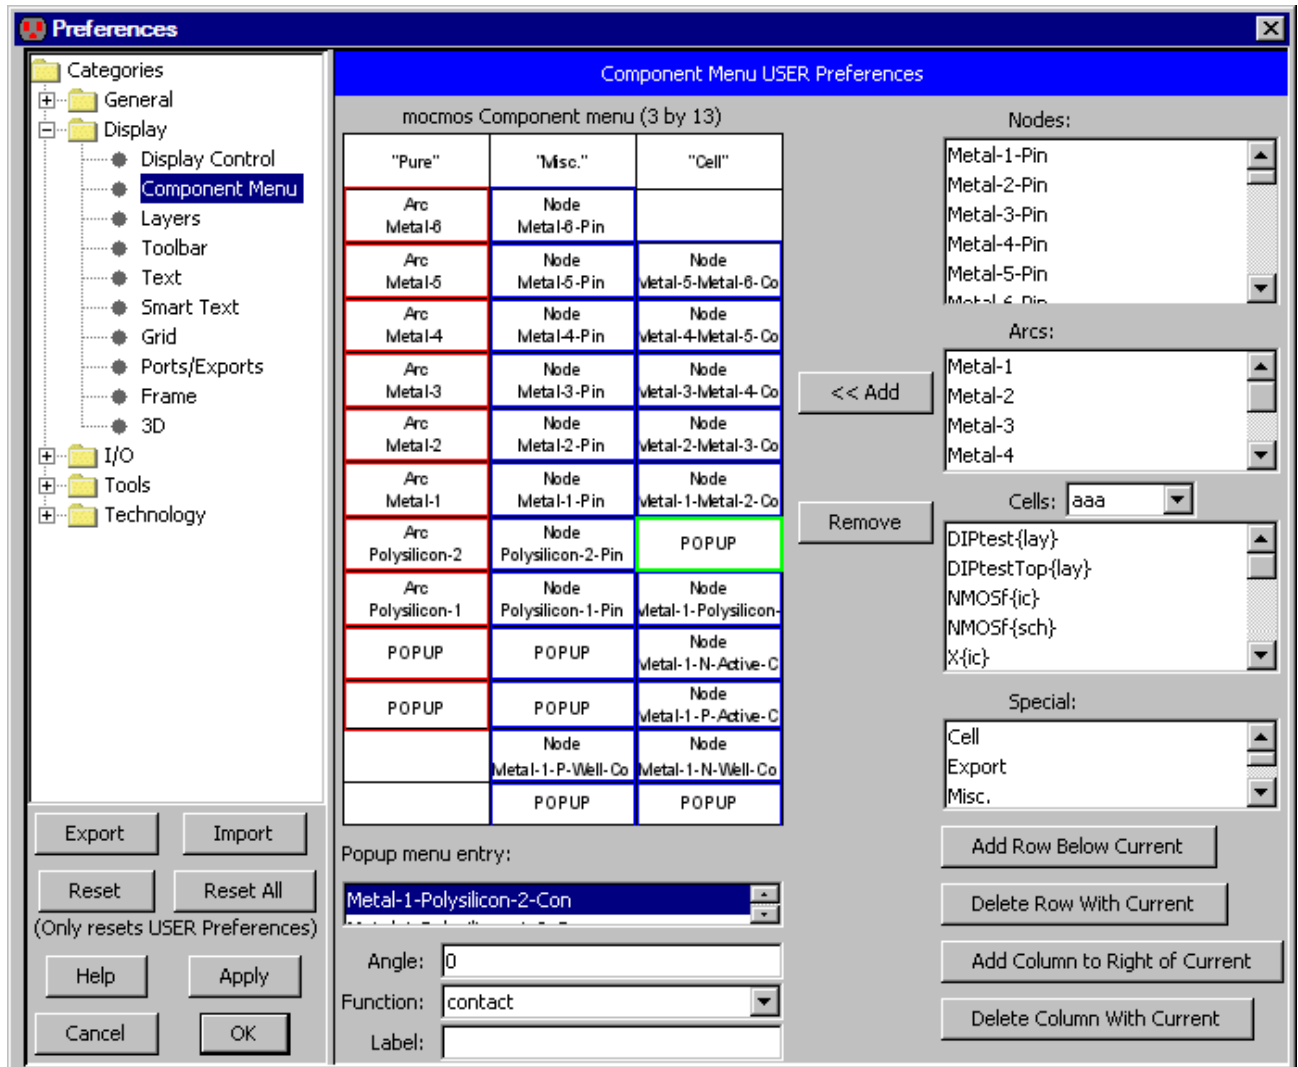 Preferences
Categories
General
Display
Display Control
Component Menu
Layers
Toolbar
Text
Smart Text
Grid
Ports/Exports
Frame
3D
I/O
Tools
Technology
Export
Import
Reset
Reset All
(Only resets USER Preferences)
Help
Apply
Cancel
OK
Component Menu USER Preferences
mocmos Component menu (3 by 13)
"Pure" "Misc." "Cell"
Arc Node
Metal-6 Metal-6-Pin
Arc Node Node
Metal-5 Metal-5-Pin Metal-5-Metal-6-Co
Arc Node Node
Metal-4 Metal-4-Pin Metal-4-Metal-5-Co
Arc Node Node
Metal-3 Metal-3-Pin Metal-3-Metal-4-Co
Arc Node Node
Metal-2 Metal-2-Pin Metal-2-Metal-3-Co
Arc Node Node
Metal-1 Metal-1-Pin Metal-1-Metal-2-Co
Arc Node POPUP
Polysilicon-2 Polysilicon-2-Pin
Arc Node Node
Polysilicon-1 Polysilicon-1-Pin Metal-1-Polysilicon-
POPUP POPUP Node
Metal-1-N-Active-C
POPUP POPUP Node
Metal-1-P-Active-C
Node Node
Metal-1-P-Well-Co Metal-1-N-Well-Co
POPUP POPUP
Popup menu entry:
Metal-1-Polysilicon-2-Con
Angle: 0
Function: contact
Label:
<< Add
Remove
Nodes:
Metal-1-Pin
Metal-2-Pin
Metal-3-Pin
Metal-4-Pin
Metal-5-Pin
Metal-6-Pin
Arcs:
Metal-1
Metal-2
Metal-3
Metal-4
Cells: aaa
DIPtest{lay}
DIPtestTop{lay}
NMOSf{ic}
NMOSf{sch}
X{ic}
Special:
Cell
Export
Misc.
Add Row Below Current
Delete Row With Current
Add Column to Right of Current
Delete Column With Current